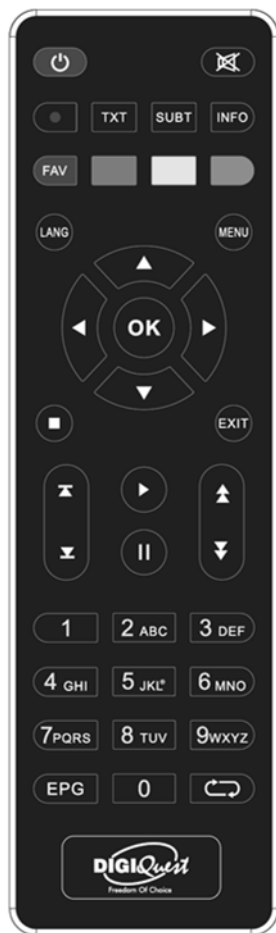 TXT SUBT INFO
FAV
LANG MENU
OK
EXIT
1 2 ABC 3 DEF
4 GHI 5 JKL 6 MNO
7PQRS 8 TUV 9WXYZ
EPG 0
DIGIQuest
Freedom Of Choice